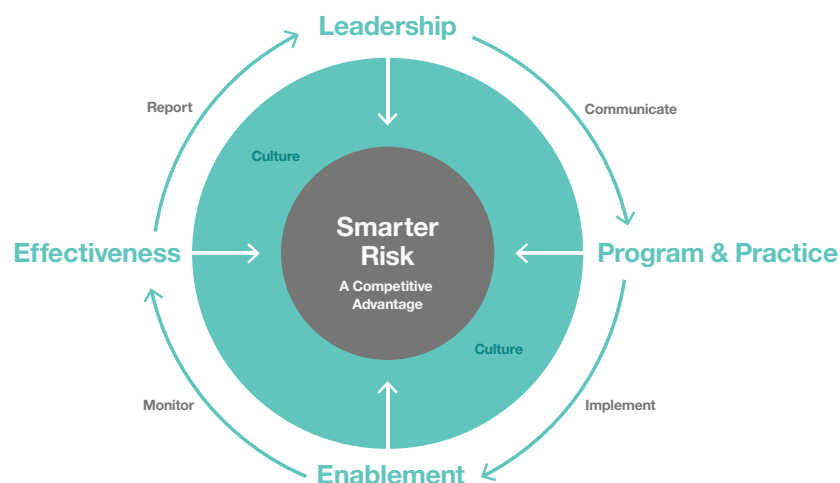 Leadership
Report
Communicate
Culture
Smarter
Risk
A Competitive
Advantage
Effectiveness
Program & Practice
Culture
Monitor
Implement
Enablement